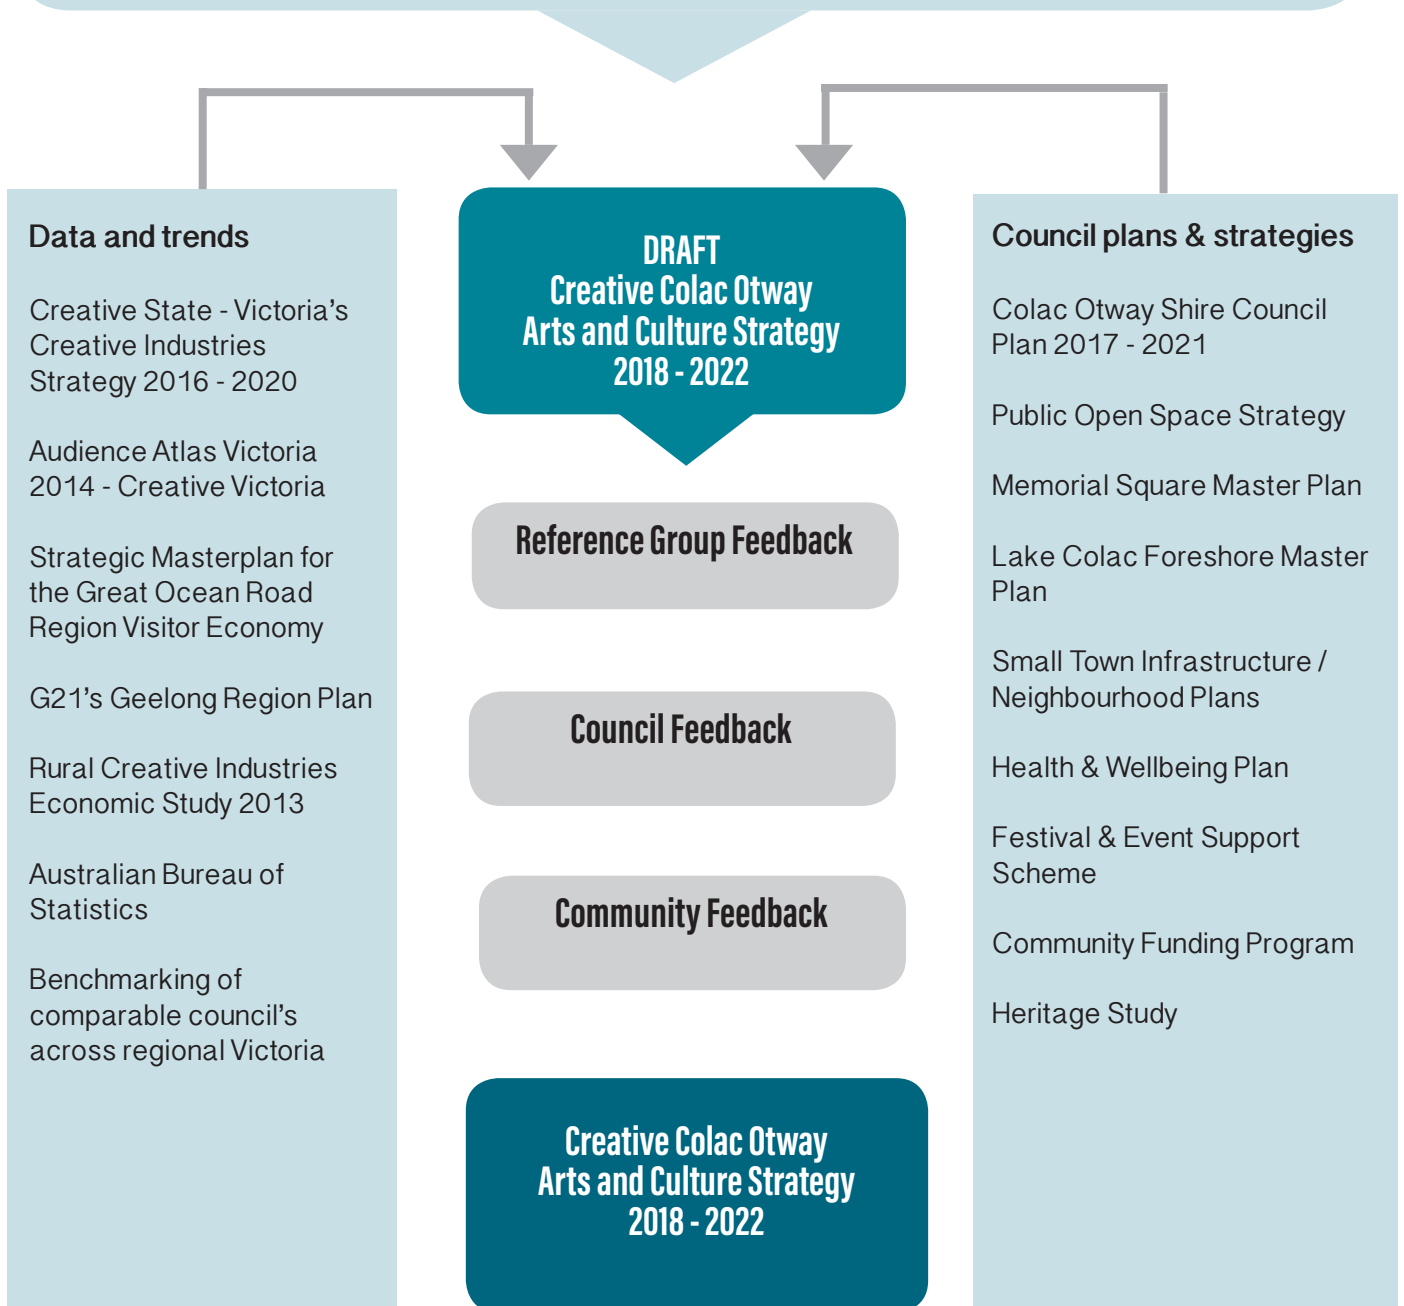 Data and trends
Creative State - Victoria’s
Creative Industries
Strategy 2016 - 2020
Audience Atlas Victoria
2014 - Creative Victoria
Strategic Masterplan for
the Great Ocean Road
Region Visitor Economy
G21’s Geelong Region Plan
Rural Creative Industries
Economic Study 2013
Australian Bureau of
Statistics
Benchmarking of
comparable council’s
across regional Victoria
DRAFT
Creative Colac Otway
Arts and Culture Strategy
2018 - 2022
Reference Group Feedback
Council Feedback
Community Feedback
Creative Colac Otway
Arts and Culture Strategy
2018 - 2022
Council plans & strategies
Colac Otway Shire Council
Plan 2017 - 2021
Public Open Space Strategy
Memorial Square Master Plan
Lake Colac Foreshore Master
Plan
Small Town Infrastructure /
Neighbourhood Plans
Health & Wellbeing Plan
Festival & Event Support
Scheme
Community Funding Program
Heritage Study